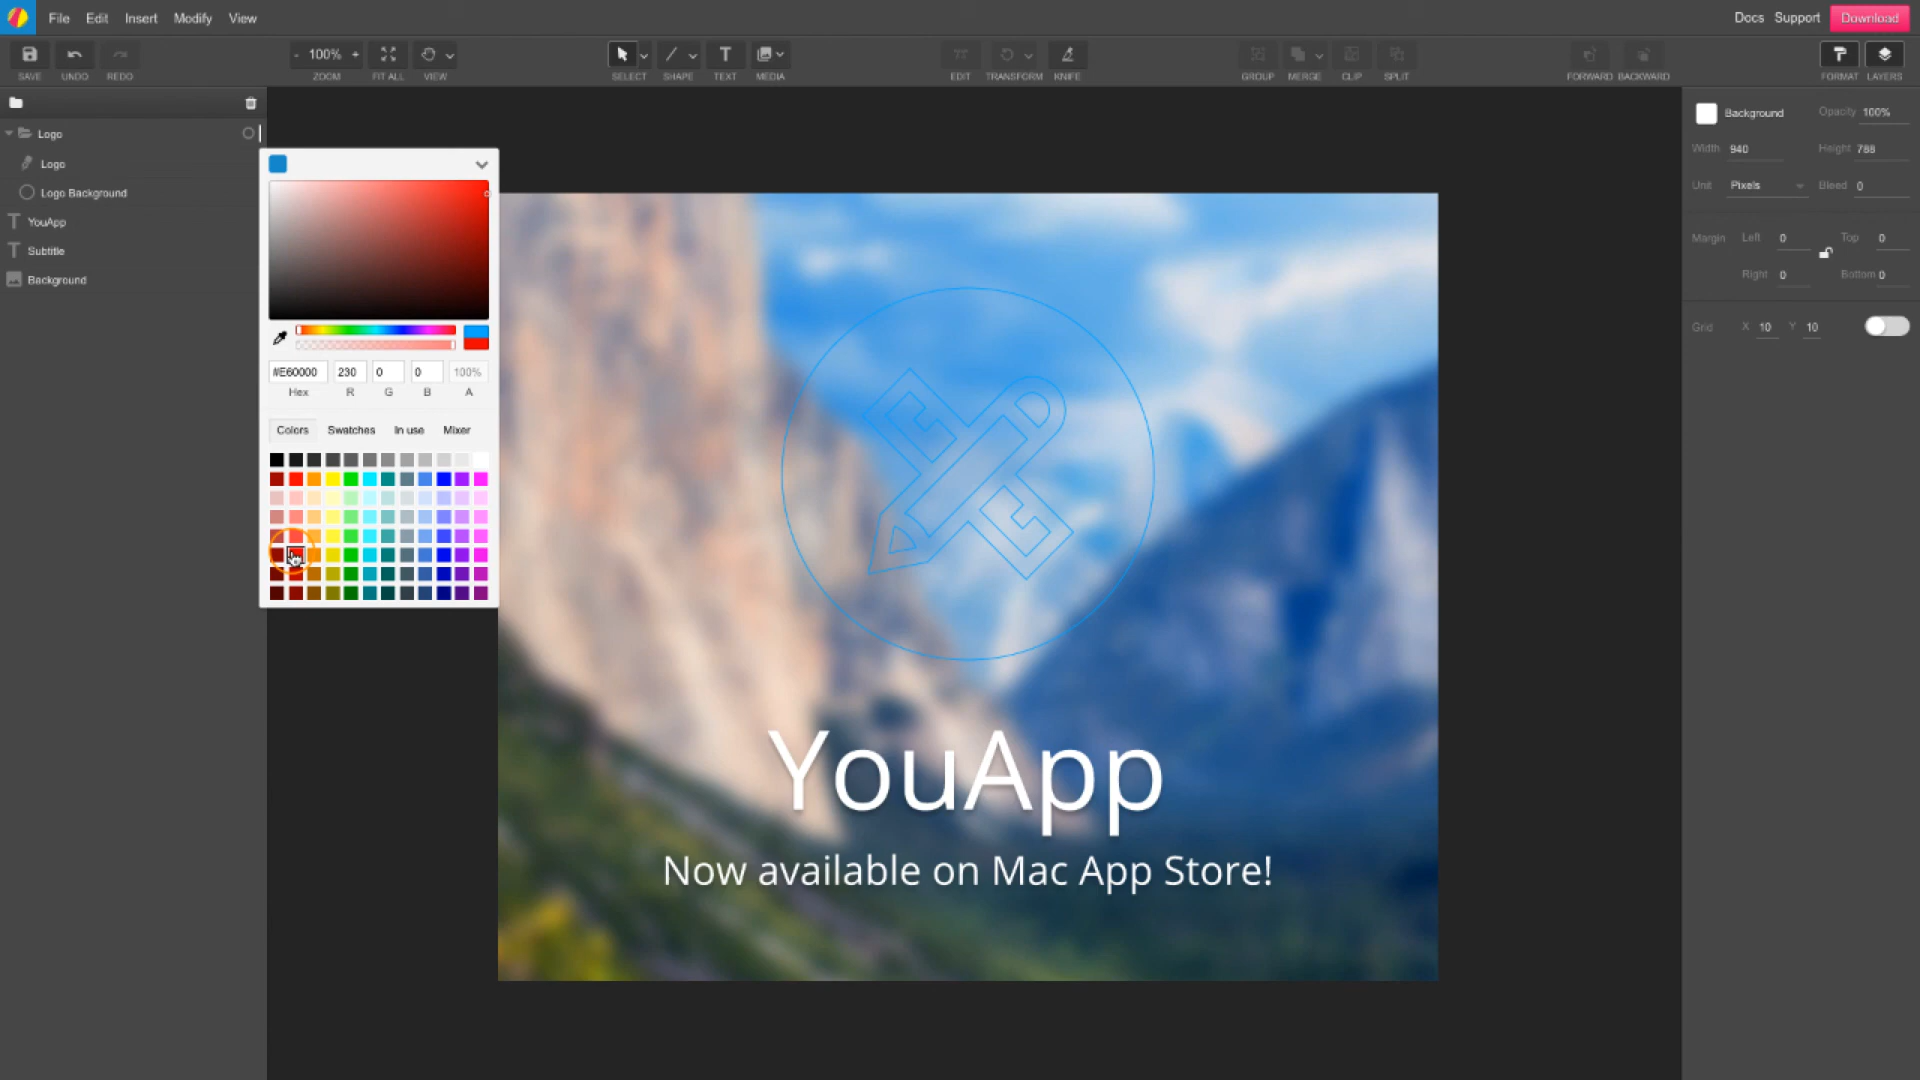 File Edit Insert Modify View
Docs Support Download
- 100% +
T
SAVE UNDO REDO ZOOM FIT ALL VIEW SELECT SHAPE TEXT MEDIA EDIT TRANSFORM KNIFE GROUP MERGE CLIP SPLIT FORWARD BACKWARD FORMAT LAYERS
Logo
Logo
Logo Background
T YouApp
T Subtitle
Background
#E60000 230 0 0 100%
Hex R G B A
Colors Swatches In use Mixer
YouApp
Now available on Mac App Store!
Background Opacity 100%
Width 940 Height 788
Unit Pixels Bleed 0
Margin Left 0 Top 0
Right 0 Bottom 0
Grid X 10 Y 10